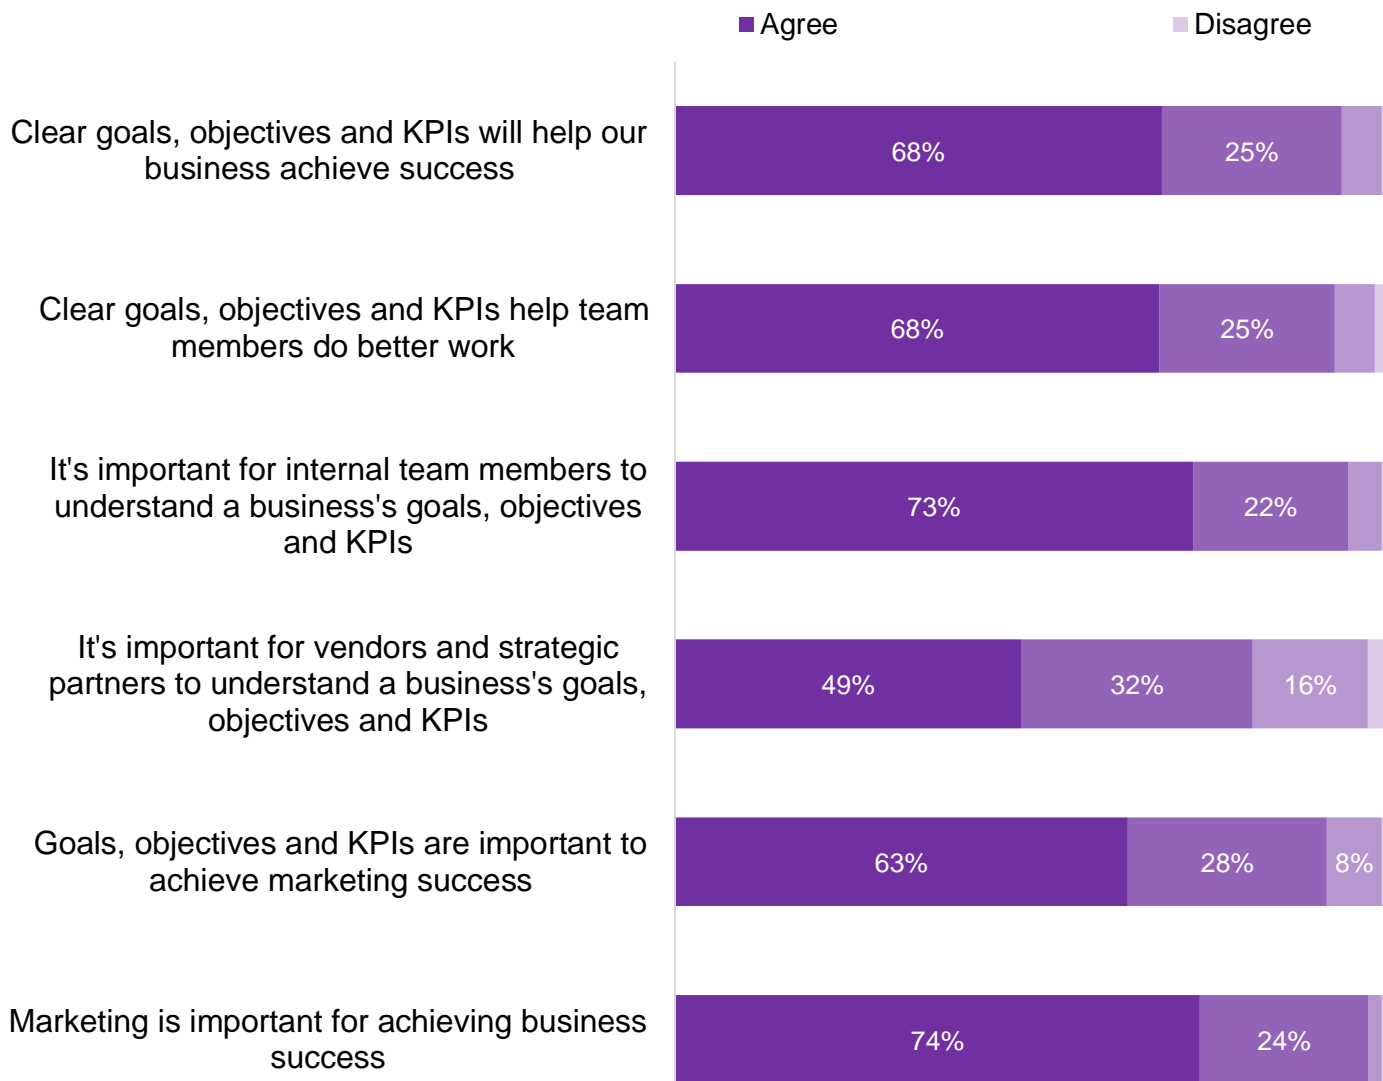 Agree Disagree
Clear goals, objectives and KPIs will help our
business achieve success
68% 25%
Clear goals, objectives and KPIs help team
members do better work
68% 25%
It's important for internal team members to
understand a business's goals, objectives
and KPIs
73% 22%
It's important for vendors and strategic
partners to understand a business's goals,
objectives and KPIs
49% 32% 16%
Goals, objectives and KPIs are important to
achieve marketing success
63% 28% 8%
Marketing is important for achieving business
success
74% 24%